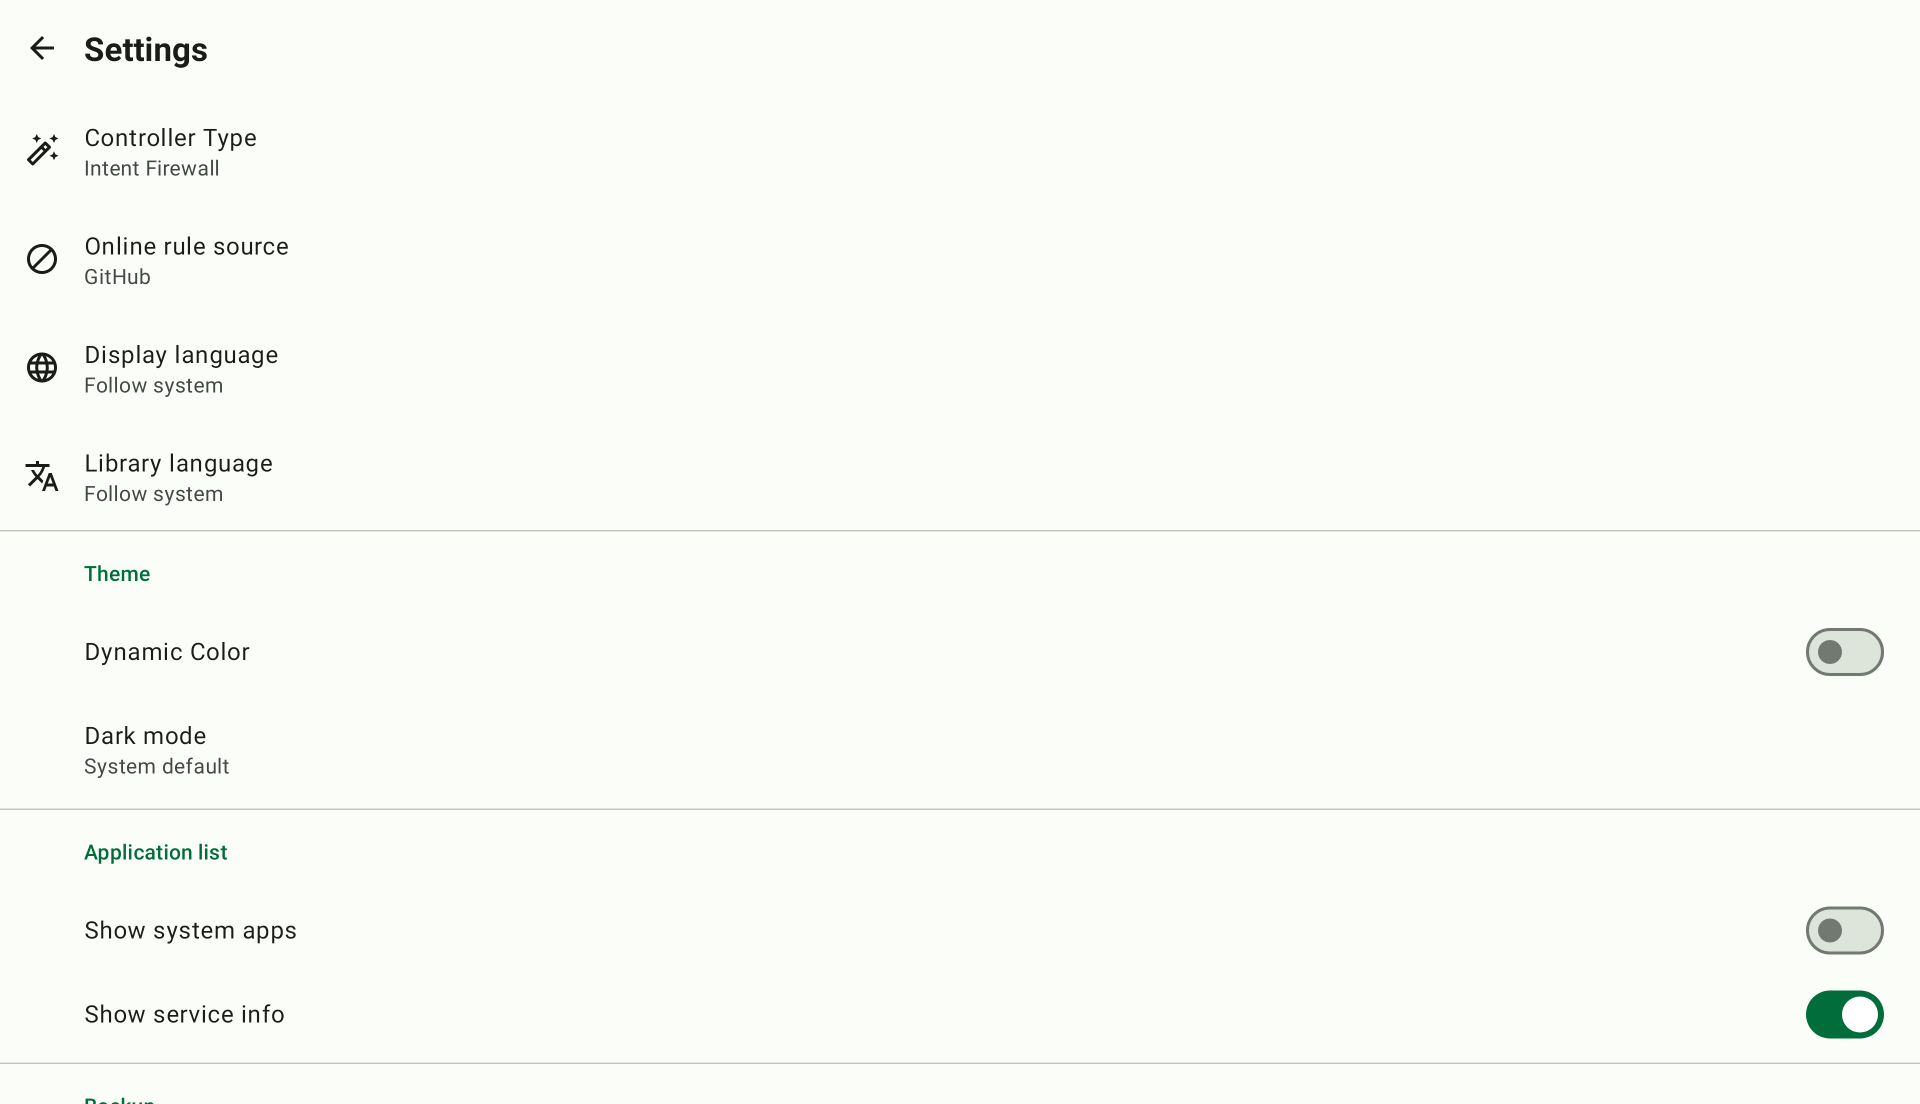 Settings
Controller Type
Intent Firewall
Online rule source
GitHub
Display language
Follow system
Library language
Follow system
Theme
Dynamic Color
Dark mode
System default
Application list
Show system apps
Show service info
Backup